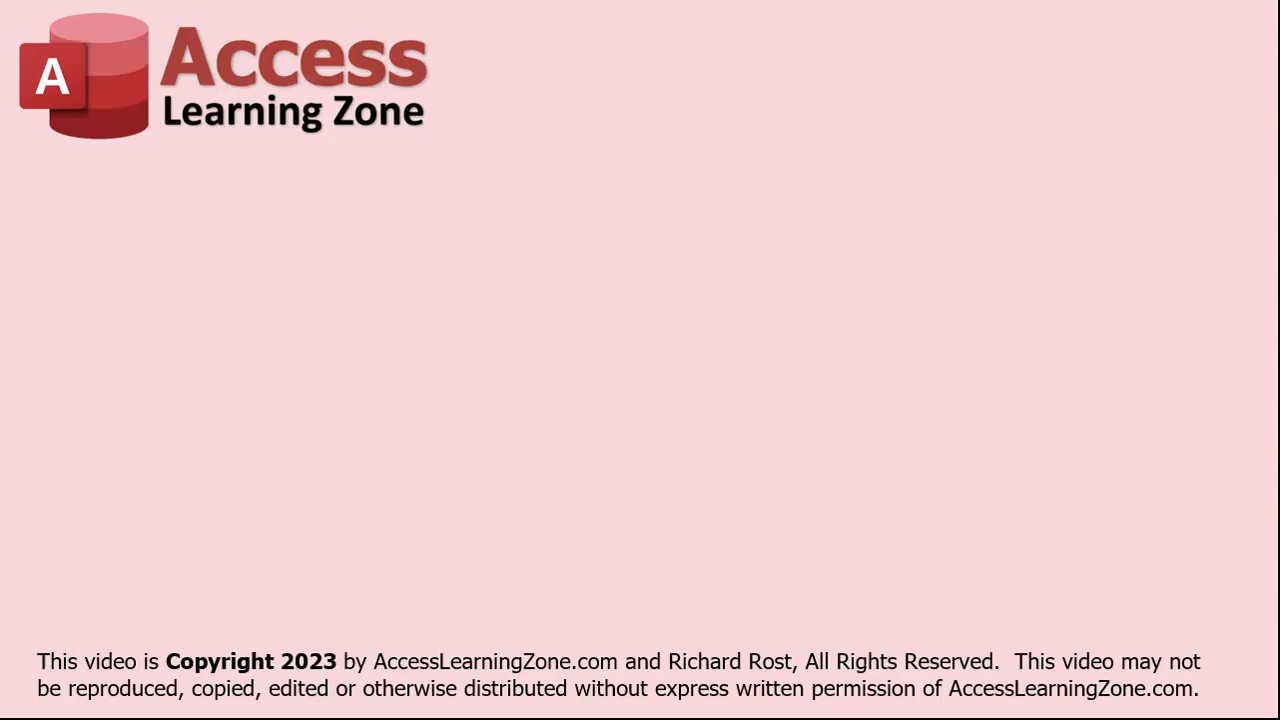 A
Access
Learning Zone
This video is Copyright 2023 by AccessLearningZone.com and Richard Rost, All Rights Reserved.  This video may not
be reproduced, copied, edited or otherwise distributed without express written permission of AccessLearningZone.com.